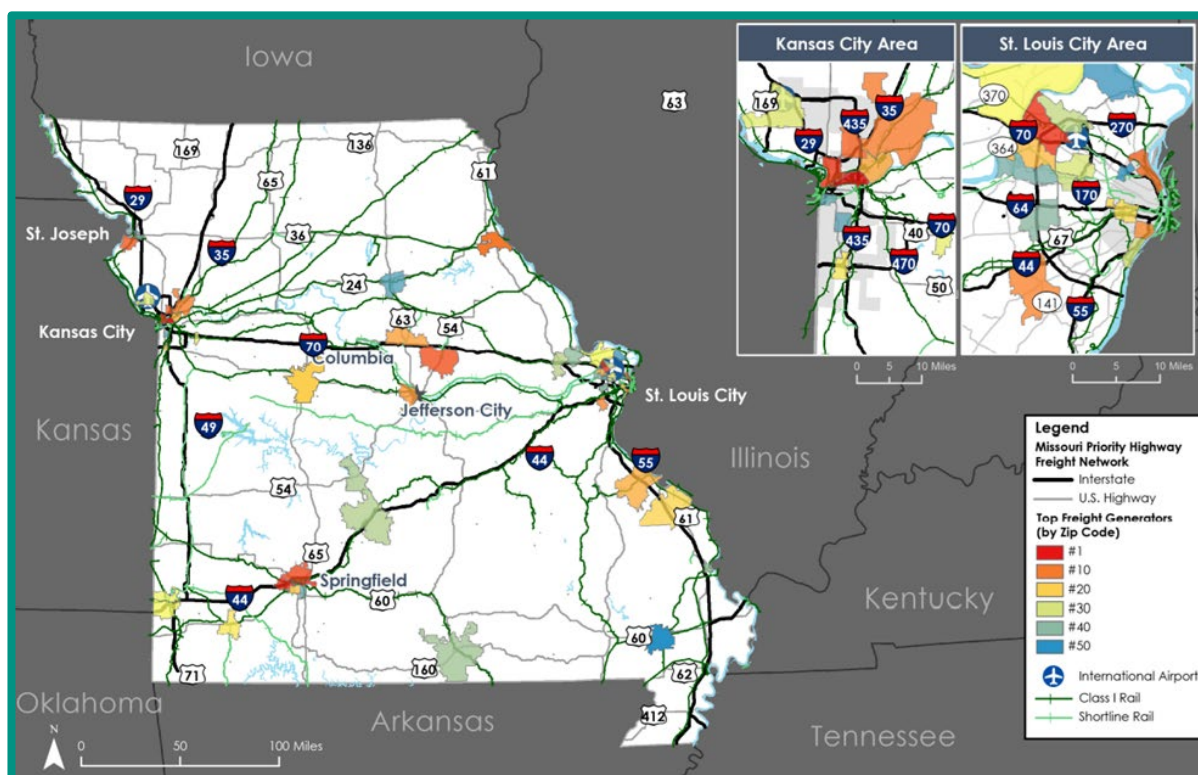 Iowa
63
169
136
65
61
29
St. Joseph
36
35
24
Kansas City
63
54
70
Columbia
St. Louis City
Jefferson City
Kansas
49
Illinois
44
55
54
61
65
Springfield
44
60
60
Kentucky
160
71
62
Oklahoma
412
Arkansas
Tennessee
N
0 50 100 Miles
Kansas City Area
169
35
435
29
40
70
435
470
50
0 5 10 Miles
St. Louis City Area
370
70
270
364
64
170
67
44
141
55
0 5 10 Miles
Legend
Missouri Priority Highway
Freight Network
Interstate
U.S. Highway
Top Freight Generators
(by Zip Code)
#1
#10
#20
#30
#40
#50
International Airport
Class I Rail
Shortline Rail